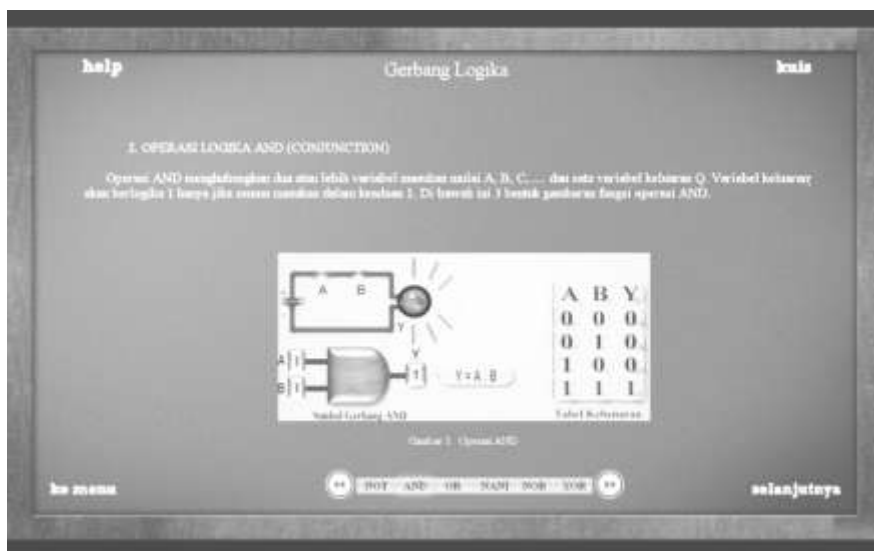 help
Gerbang Logika
kuis
2. OPERASI LOGIKA AND (CONJUNCTION)
Operasi AND menghubungkan dua atau lebih variabel masukan mulai A, B, C,..... dan satu variabel keluaran Q. Variabel keluaran
akan berlogika 1 hanya jika semua masukan dalam keadaan 1. Di bawah ini 3 bentuk gambaran fungsi operasi AND.
A B
Y
A B Y
0 0 0
0 1 0
1 0 0
1 1 1
Y
A 1
B 1
1
Y = A . B
Simbol Gerbang AND
Tabel Kebenaran
Operasi AND
ke menu
NOT AND OR NAND NOR XOR
selanjutnya